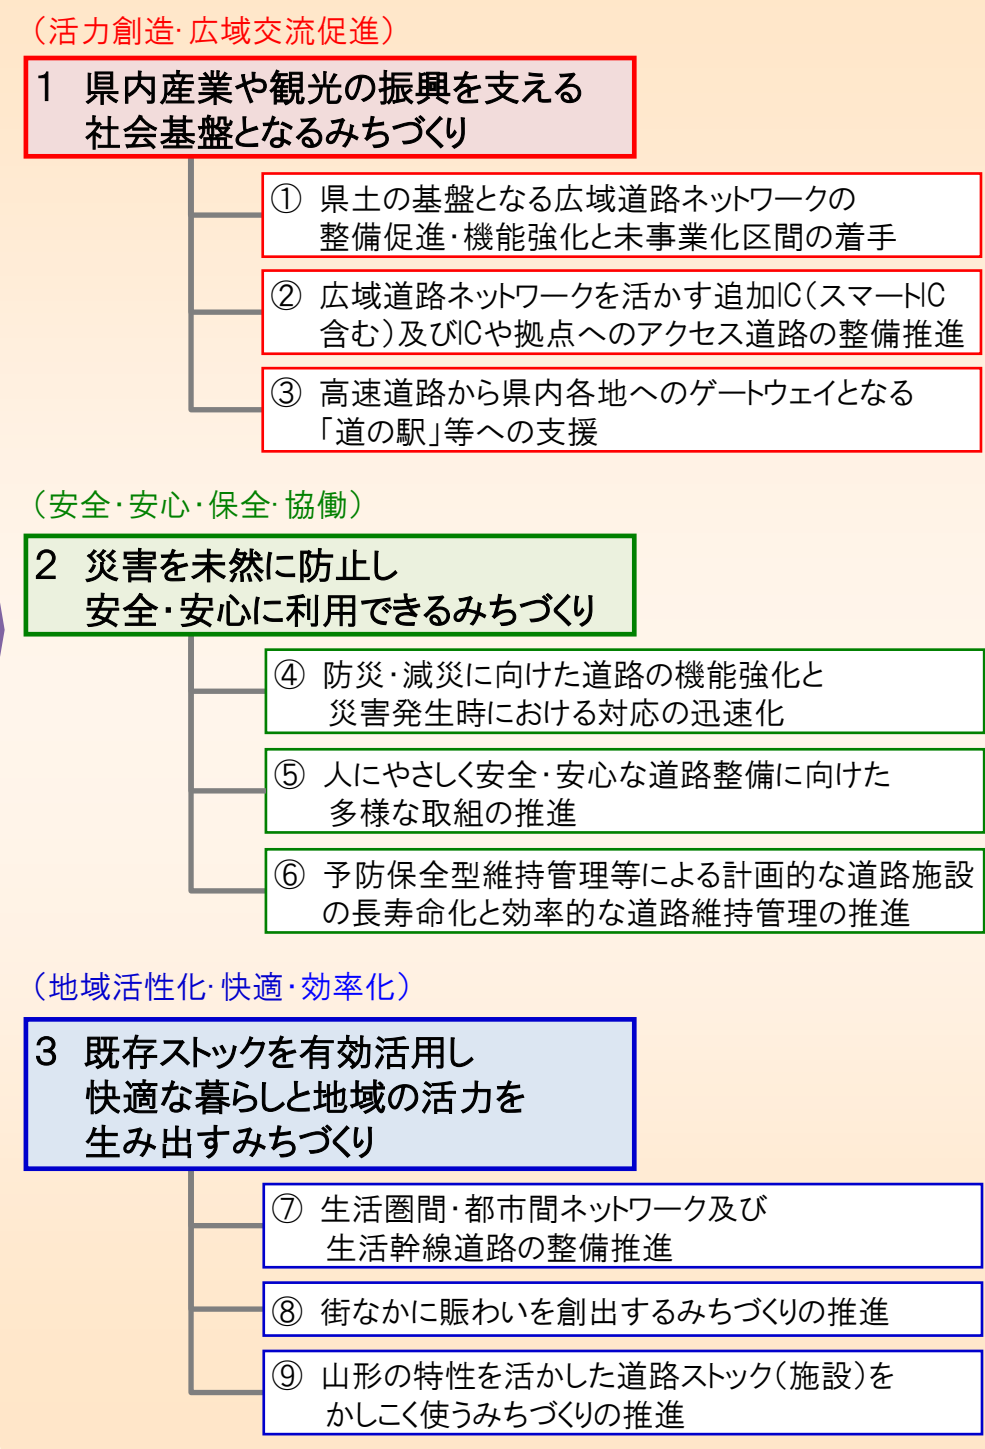 （活力創造・広域交流促進）
１　県内産業や観光の振興を支える
社会基盤となるみちづくり
①　県土の基盤となる広域道路ネットワークの
整備促進・機能強化と未事業化区間の着手
②　広域道路ネットワークを活かす追加IC（スマートIC
含む）及びICや拠点へのアクセス道路の整備推進
③　高速道路から県内各地へのゲートウェイとなる
「道の駅」等への支援
（安全・安心・保全・協働）
２　災害を未然に防止し
安全・安心に利用できるみちづくり
④　防災・減災に向けた道路の機能強化と
災害発生時における対応の迅速化
⑤　人にやさしく安全・安心な道路整備に向けた
多様な取組の推進
⑥　予防保全型維持管理等による計画的な道路施設
の長寿命化と効率的な道路維持管理の推進
（地域活性化・快適・効率化）
３　既存ストックを有効活用し
快適な暮らしと地域の活力を
生み出すみちづくり
⑦　生活圏間・都市間ネットワーク及び
生活幹線道路の整備推進
⑧　街なかに賑わいを創出するみちづくりの推進
⑨　山形の特性を活かした道路ストック（施設）を
かしこく使うみちづくりの推進